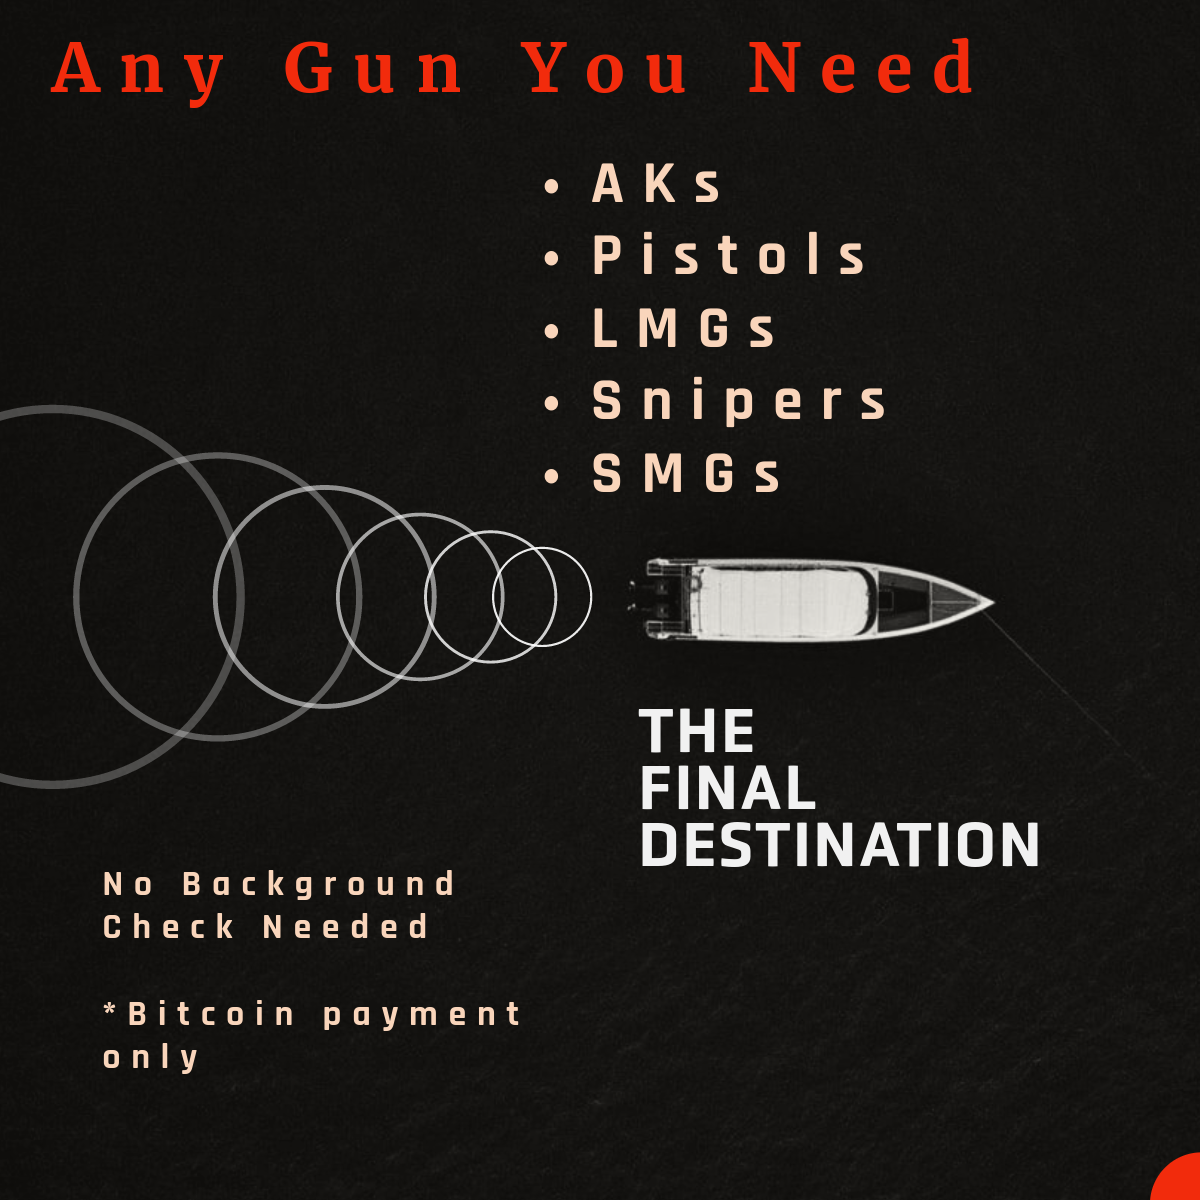 Any Gun You Need
• AKs
• Pistols
• LMGs
• Snipers
• SMGs
THE
FINAL
DESTINATION
No Background
Check Needed
*Bitcoin payment
only